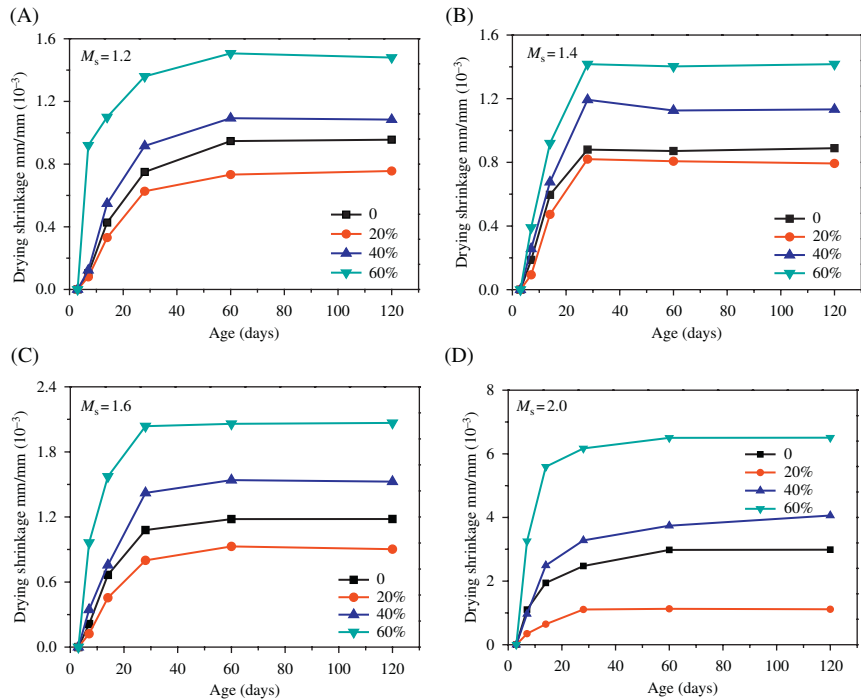 (A)
Drying shrinkage mm/mm (10⁻³)
1.6
1.2
0.9
0.6
0.3
0.0
Mₛ=1.2
0
20%
40%
60%
0 20 40 60 80 100 120
Age (days)
(B)
Drying shrinkage mm/mm (10⁻³)
1.6
1.2
0.8
0.4
0.0
Mₛ=1.4
0
20%
40%
60%
0 20 40 60 80 100 120
Age (days)
(C)
Drying shrinkage mm/mm (10⁻³)
2.4
1.8
1.2
0.6
0.0
Mₛ=1.6
0
20%
40%
60%
0 20 40 60 80 100 120
Age (days)
(D)
Drying shrinkage mm/mm (10⁻³)
8
6
4
2
0
Mₛ=2.0
0
20%
40%
60%
0 20 40 60 80 100 120
Age (days)